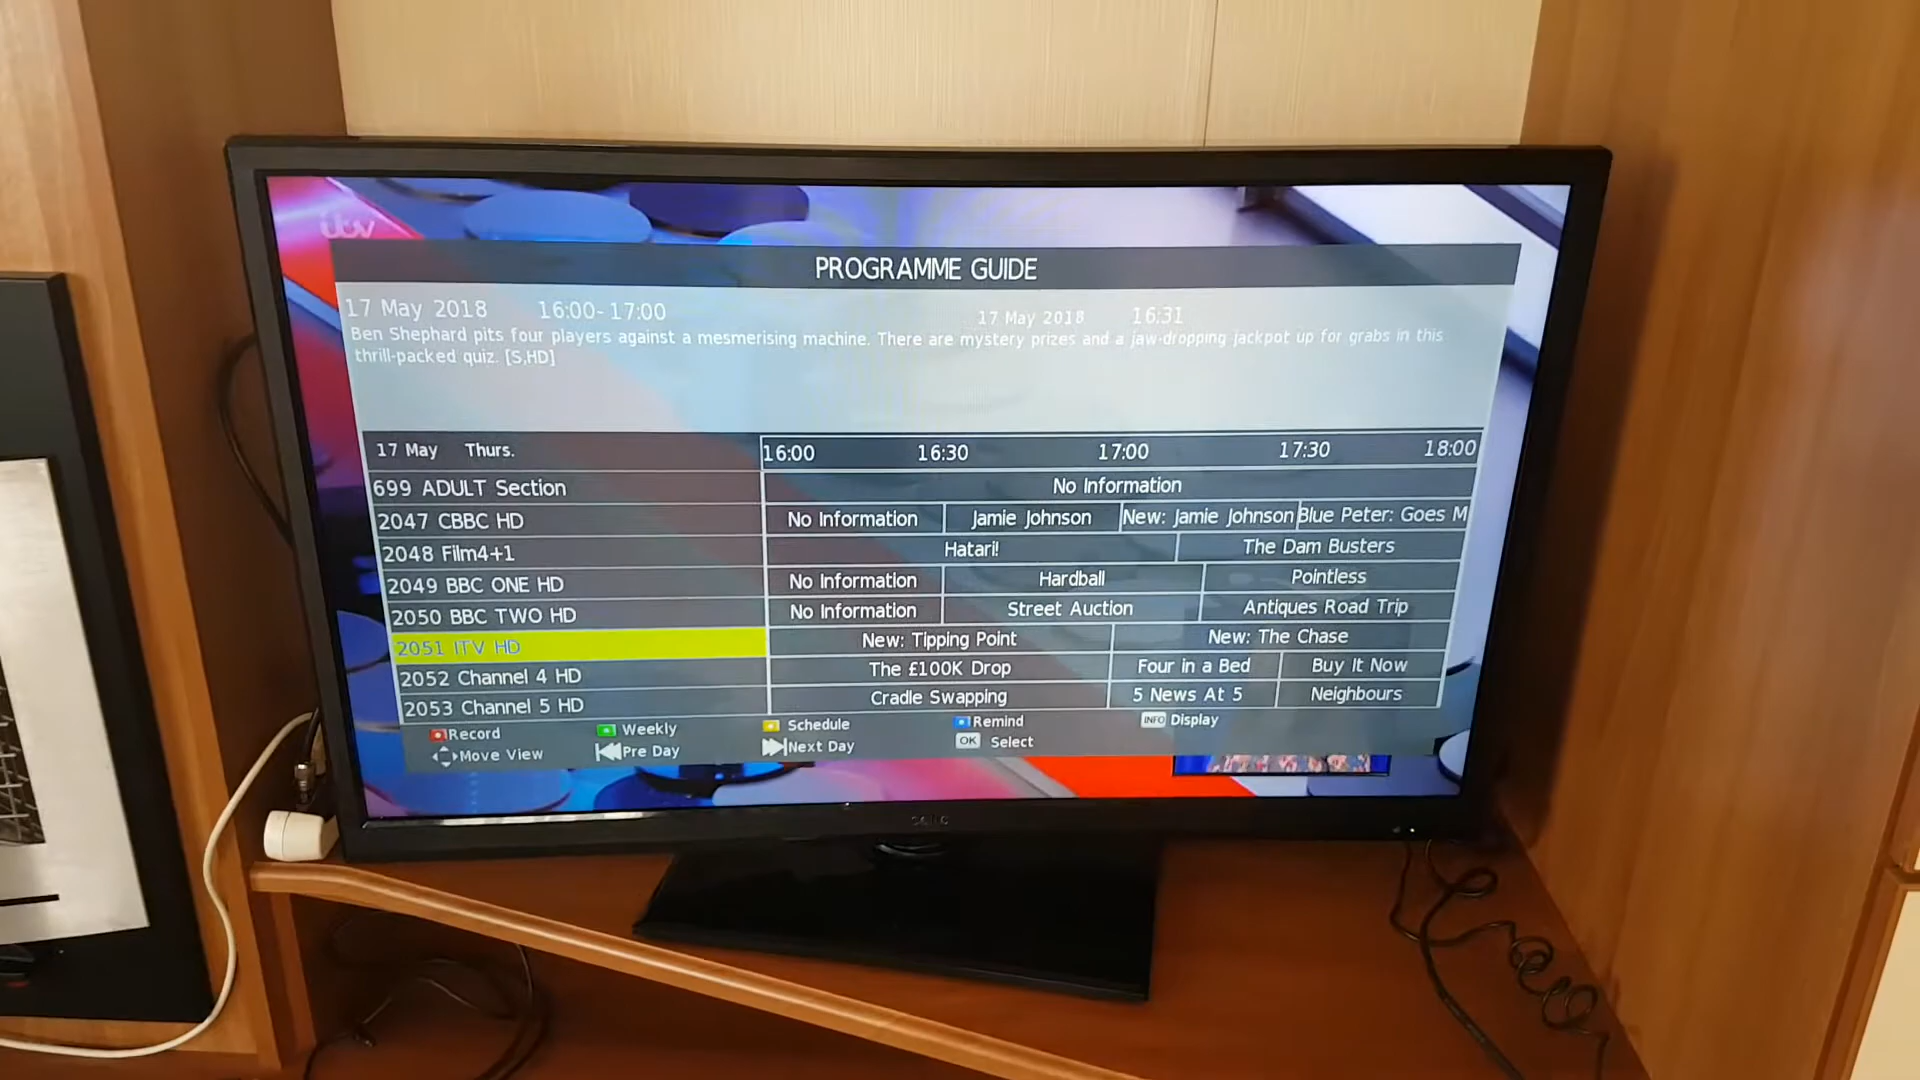 itv
PROGRAMME GUIDE
17 May 2018 16:00-17:00 17 May 2018 16:31
Ben Shephard pits four players against a mesmerising machine. There are mystery prizes and a jaw-dropping jackpot up for grabs in this
thrill-packed quiz. [S,HD]
17 May Thurs. 16:00 16:30 17:00 17:30 18:00
699 ADULT Section No Information
2047 CBBC HD No Information Jamie Johnson New: Jamie Johnson Blue Peter: Goes M
2048 Film4+1 Hatari! The Dam Busters
2049 BBC ONE HD No Information Hardball Pointless
2050 BBC TWO HD No Information Street Auction Antiques Road Trip
2051 ITV HD New: Tipping Point New: The Chase
2052 Channel 4 HD The £100K Drop Four in a Bed Buy It Now
2053 Channel 5 HD Cradle Swapping 5 News At 5 Neighbours
Record Weekly Schedule Remind INFO Display
Move View Pre Day Next Day OK Select